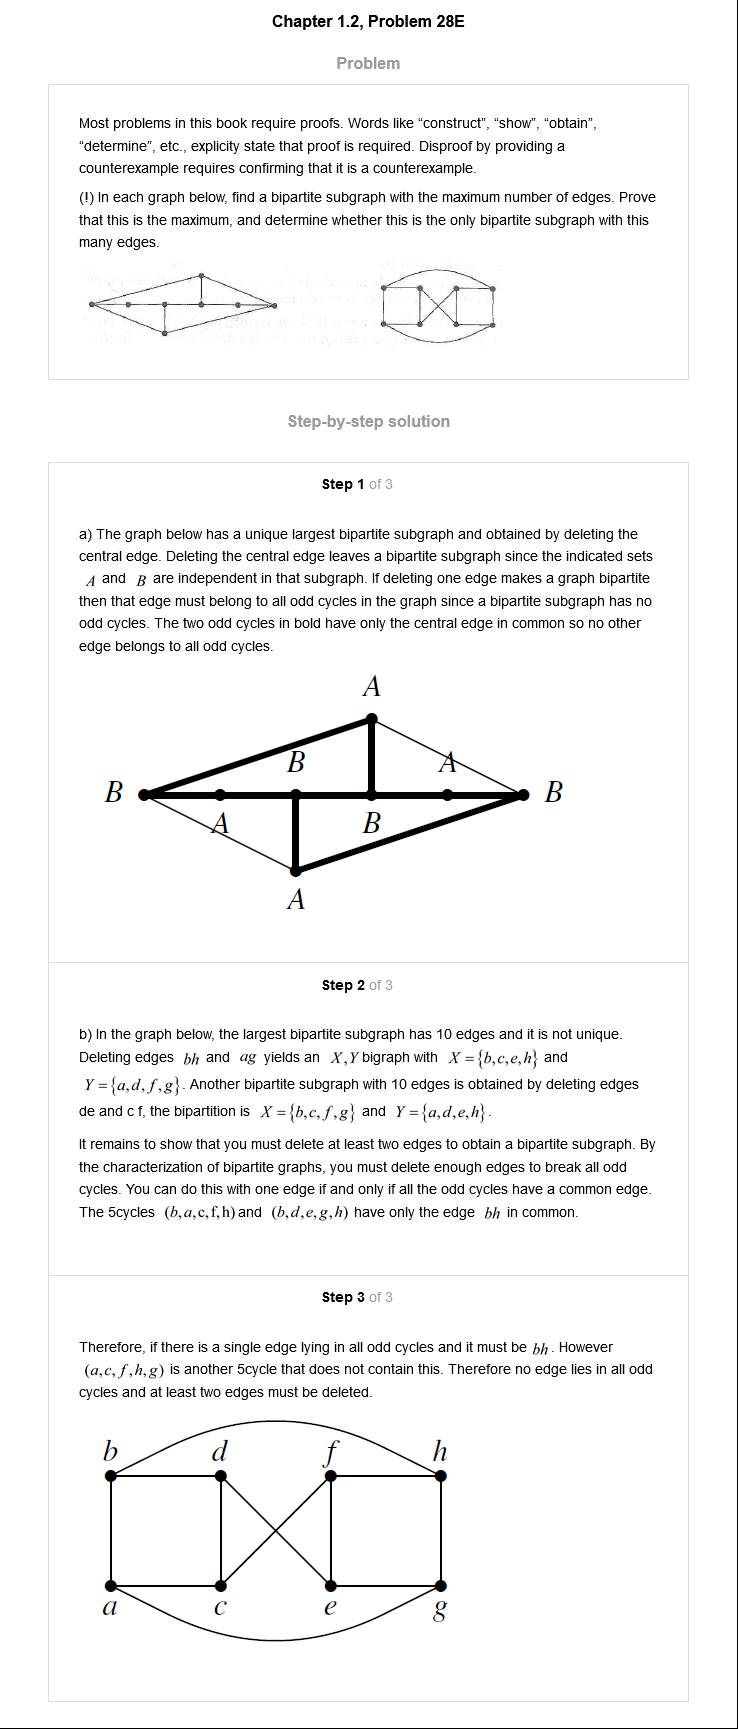 Chapter 1.2, Problem 28E
Problem
Most problems in this book require proofs. Words like “construct”, “show”, “obtain”,
“determine”, etc., explicity state that proof is required. Disproof by providing a
counterexample requires confirming that it is a counterexample.
(!) In each graph below, find a bipartite subgraph with the maximum number of edges. Prove
that this is the maximum, and determine whether this is the only bipartite subgraph with this
many edges.
Step-by-step solution
Step 1 of 3
a) The graph below has a unique largest bipartite subgraph and obtained by deleting the
central edge. Deleting the central edge leaves a bipartite subgraph since the indicated sets
A and B are independent in that subgraph. If deleting one edge makes a graph bipartite
then that edge must belong to all odd cycles in the graph since a bipartite subgraph has no
odd cycles. The two odd cycles in bold have only the central edge in common so no other
edge belongs to all odd cycles.
A
B A
B B
A B
A
Step 2 of 3
b) In the graph below, the largest bipartite subgraph has 10 edges and it is not unique.
Deleting edges bh and ag yields an X,Y bigraph with X = {b,c,e,h} and
Y = {a,d,f,g}. Another bipartite subgraph with 10 edges is obtained by deleting edges
de and c f, the bipartition is X = {b,c,f,g} and Y = {a,d,e,h}.
It remains to show that you must delete at least two edges to obtain a bipartite subgraph. By
the characterization of bipartite graphs, you must delete enough edges to break all odd
cycles. You can do this with one edge if and only if all the odd cycles have a common edge.
The 5cycles (b,a,c,f,h) and (b,d,e,g,h) have only the edge bh in common.
Step 3 of 3
Therefore, if there is a single edge lying in all odd cycles and it must be bh. However
(a,c,f,h,g) is another 5cycle that does not contain this. Therefore no edge lies in all odd
cycles and at least two edges must be deleted.
b d f h
a c e g